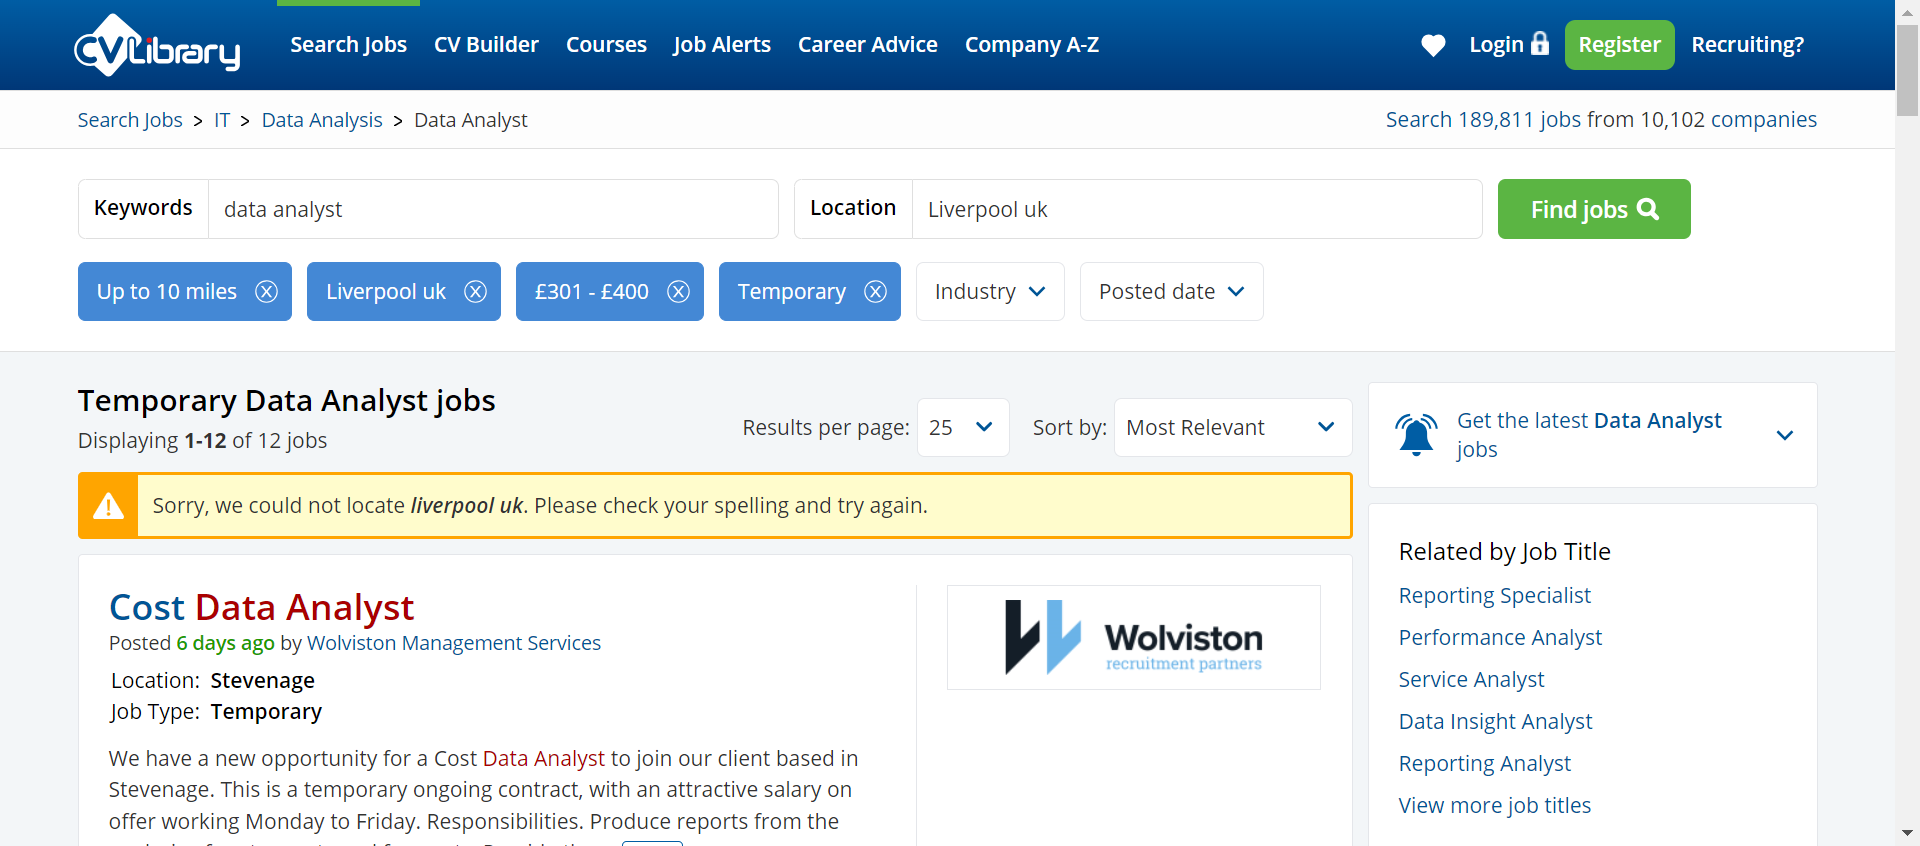 CVLibrary Search Jobs CV Builder Courses Job Alerts Career Advice Company A-Z Login Register Recruiting?
Search Jobs > IT > Data Analysis > Data Analyst Search 189,811 jobs from 10,102 companies
Keywords data analyst Location Liverpool uk Find jobs
Up to 10 miles Liverpool uk £301 - £400 Temporary Industry Posted date
Temporary Data Analyst jobs
Displaying 1-12 of 12 jobs
Results per page: 25 Sort by: Most Relevant
Sorry, we could not locate liverpool uk. Please check your spelling and try again.
Cost Data Analyst
Posted 6 days ago by Wolviston Management Services
Location: Stevenage
Job Type: Temporary
We have a new opportunity for a Cost Data Analyst to join our client based in
Stevenage. This is a temporary ongoing contract, with an attractive salary on
offer working Monday to Friday. Responsibilities. Produce reports from the
Wolviston
recruitment partners
Get the latest Data Analyst
jobs
Related by Job Title
Reporting Specialist
Performance Analyst
Service Analyst
Data Insight Analyst
Reporting Analyst
View more job titles